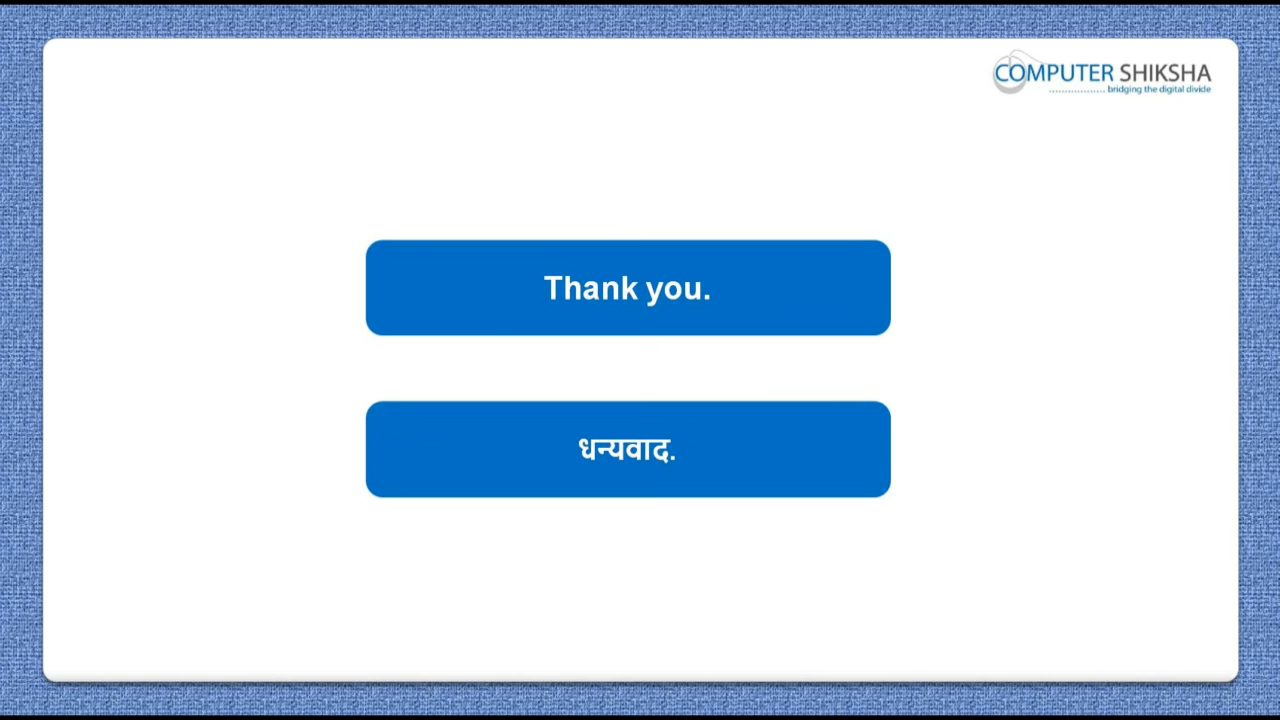 COMPUTER SHIKSHA
bridging the digital divide
Thank you.
धन्यवाद.